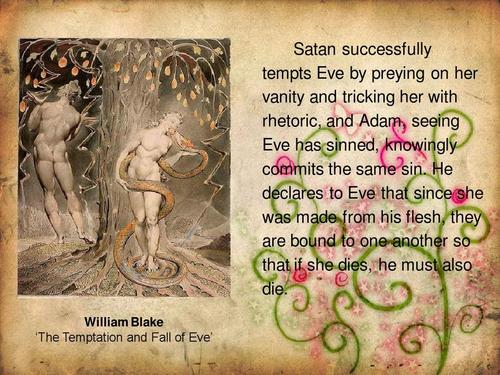 Satan successfully
tempts Eve by preying on her
vanity and tricking her with
rhetoric, and Adam, seeing
Eve has sinned, knowingly
commits the same sin. He
declares to Eve that since she
was made from his flesh, they
are bound to one another so
that if she dies, he must also
die.
William Blake
‘The Temptation and Fall of Eve’